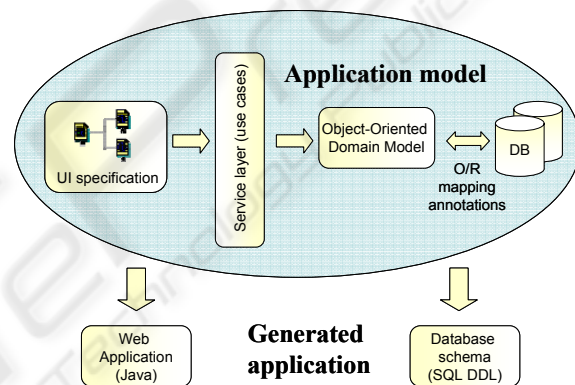 Application model
UI specification
Service layer (use cases)
Object-Oriented
Domain Model
DB
O/R
mapping
annotations
Web
Application
(Java)
Generated
application
Database
schema
(SQL DDL)